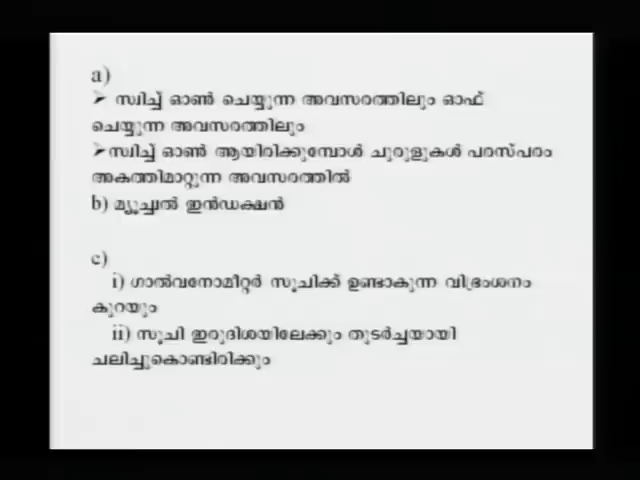 a)
➤ സ്വിച്ച് ഓൺ ചെയ്യുന്ന അവസരത്തിലും ഓഫ്
ചെയ്യുന്ന അവസരത്തിലും
➤സ്വിച്ച് ഓൺ ആയിരിക്കുമ്പോൾ ചുരുളുകൾ പരസ്പരം
അകത്തിമാറ്റുന്ന അവസരത്തിൽ
b) മ്യൂച്വൽ ഇൻഡക്ഷൻ
c)
i) ഗാൽവനോമീറ്റർ സൂചിക്ക് ഉണ്ടാകുന്ന വിഭ്രംശനം
കുറയും
ii) സൂചി ഇരുദിശയിലേക്കും തുടർച്ചയായി
ചലിച്ചുകൊണ്ടിരിക്കും